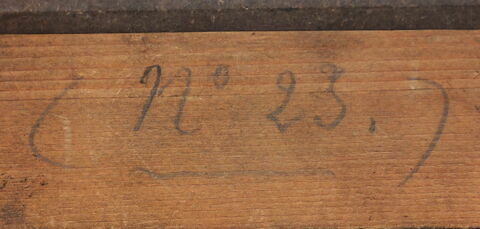 ( Nº 23. )